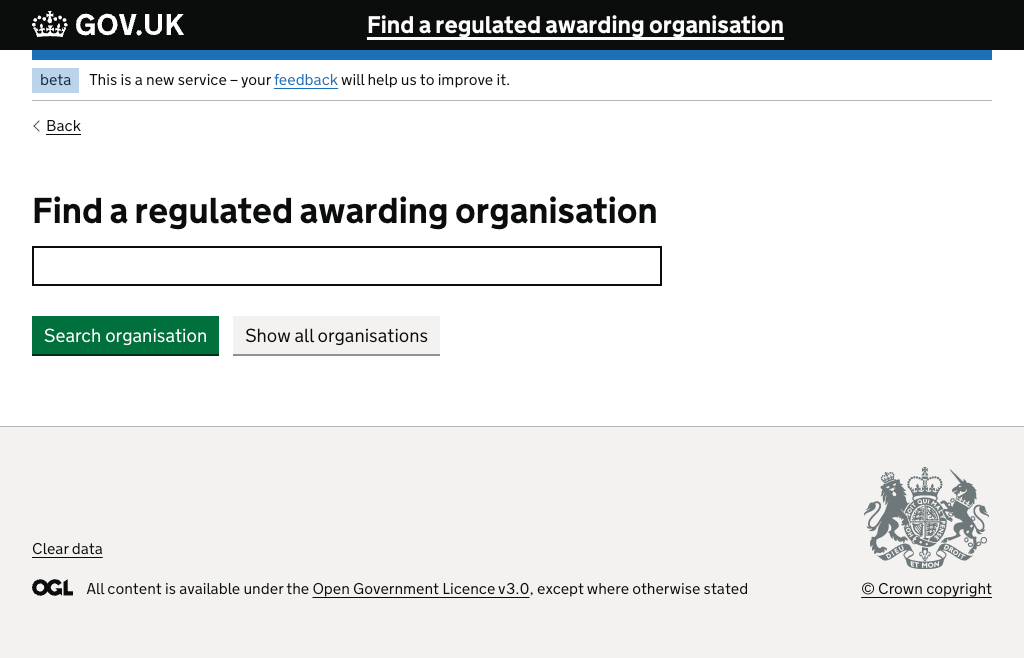 GOV.UK
Find a regulated awarding organisation
beta
This is a new service – your feedback will help us to improve it.
Back
Find a regulated awarding organisation
Search organisation
Show all organisations
DIEU ET MON DROIT
Clear data
OGL
All content is available under the Open Government Licence v3.0, except where otherwise stated
© Crown copyright